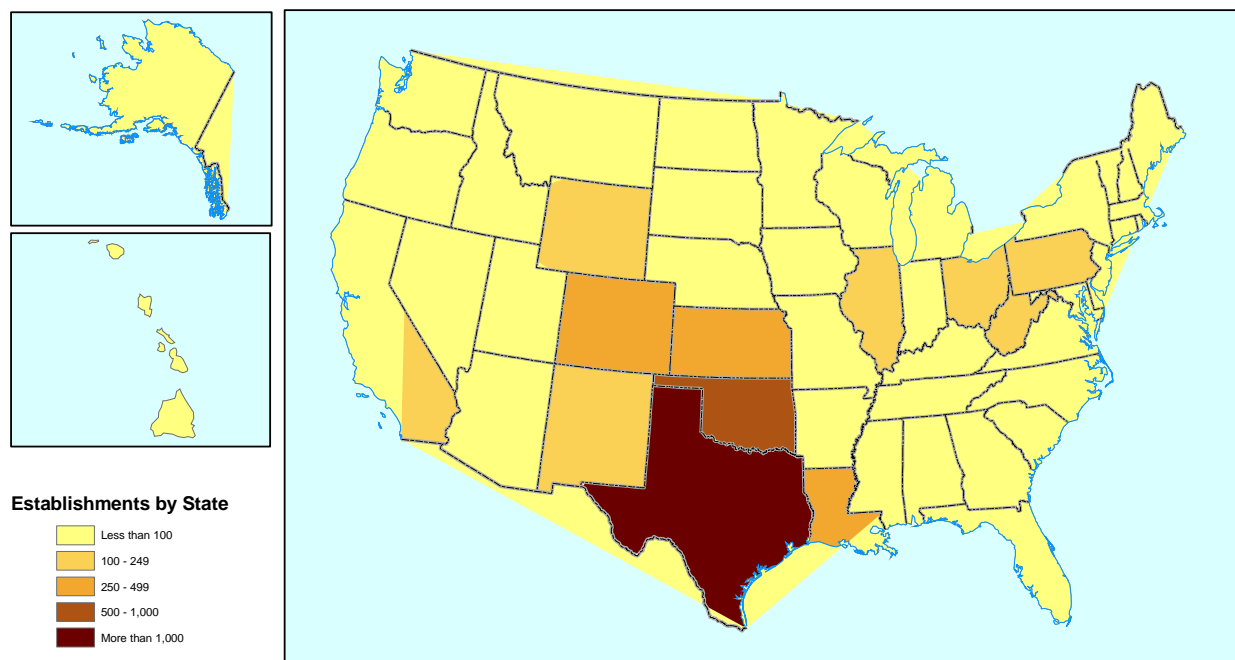 Establishments by State
Less than 100
100 - 249
250 - 499
500 - 1,000
More than 1,000